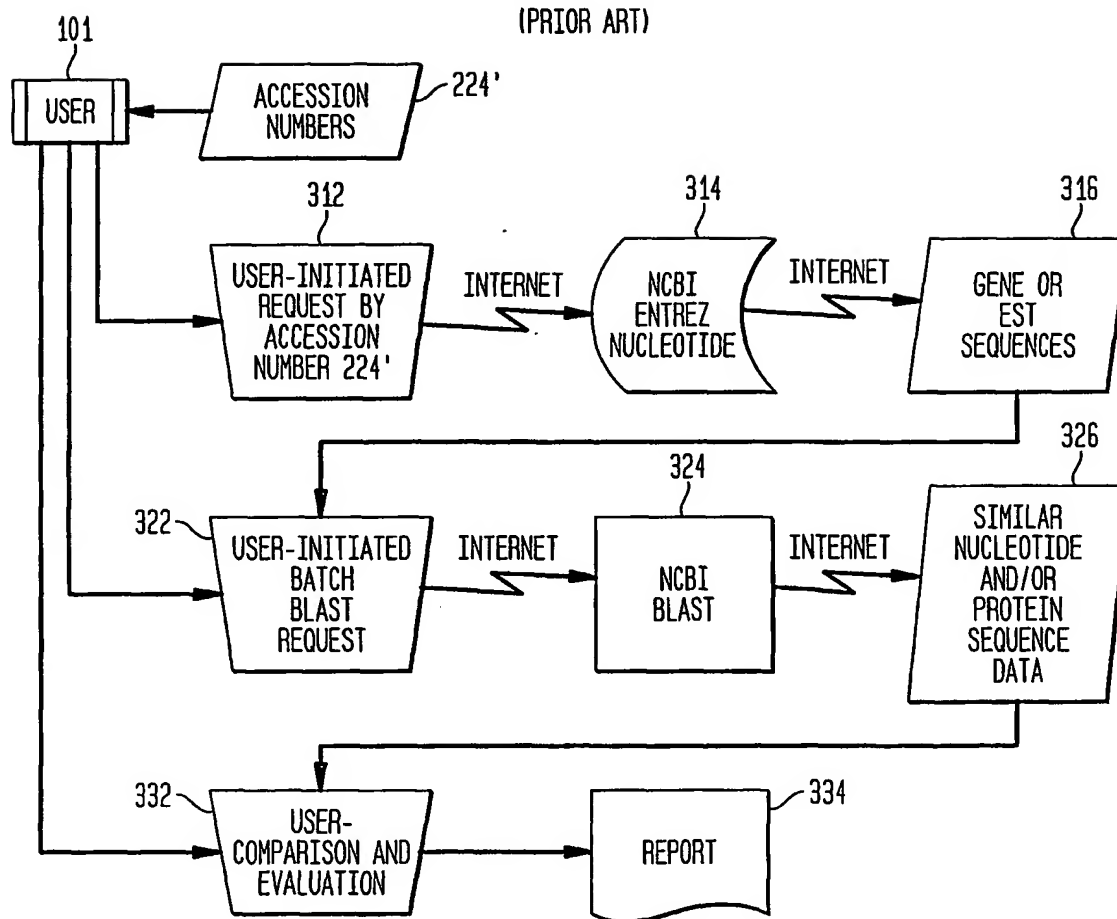 (PRIOR ART)
101
USER
ACCESSION
NUMBERS
224'
312
USER-INITIATED
REQUEST BY
ACCESSION
NUMBER 224'
INTERNET
314
NCBI
ENTREZ
NUCLEOTIDE
INTERNET
316
GENE OR
EST
SEQUENCES
322
USER-INITIATED
BATCH
BLAST
REQUEST
INTERNET
324
NCBI
BLAST
INTERNET
326
SIMILAR
NUCLEOTIDE
AND/OR
PROTEIN
SEQUENCE
DATA
332
USER-
COMPARISON AND
EVALUATION
334
REPORT